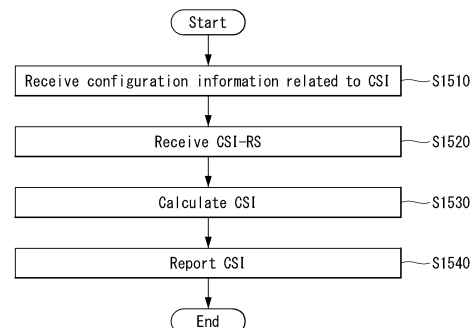 Start
Receive configuration information related to CSI
S1510
Receive CSI-RS
S1520
Calculate CSI
S1530
Report CSI
S1540
End